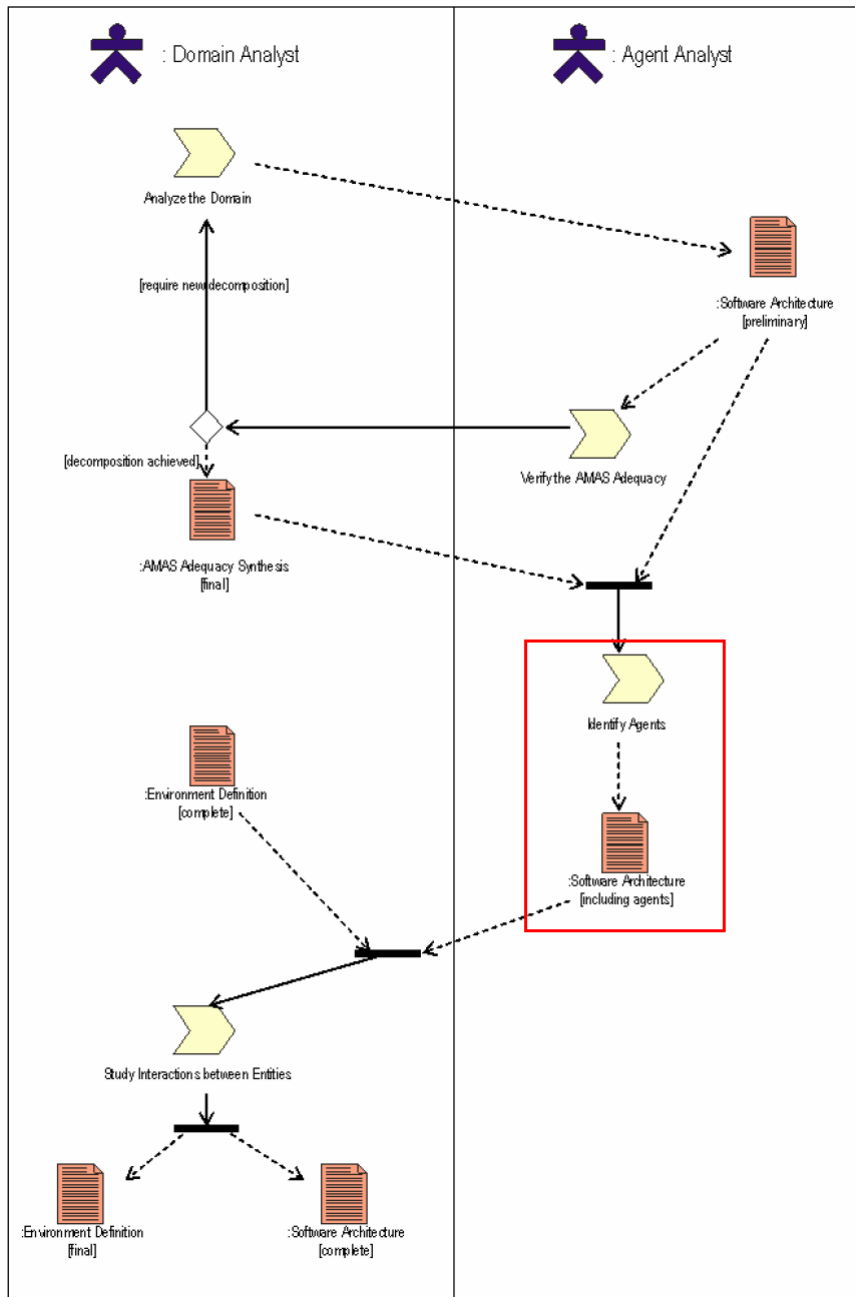 : Domain Analyst
: Agent Analyst
Analyze the Domain
[require new decomposition]
:Software Architecture
[preliminary]
[decomposition achieved]
Verify the AMAS Adequacy
:AMAS Adequacy Synthesis
[final]
Identify Agents
:Environment Definition
[complete]
:Software Architecture
[including agents]
Study Interactions between Entities
:Environment Definition
[final]
:Software Architecture
[complete]